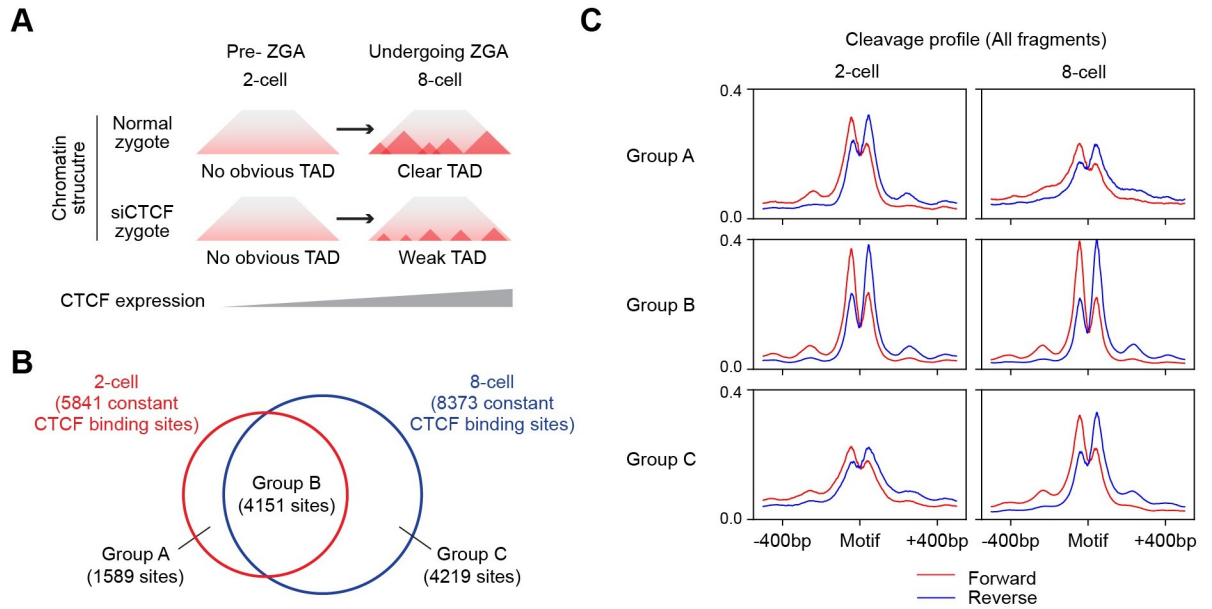 A
Pre- ZGA
2-cell
Undergoing ZGA
8-cell
Chromatin
strucutre
Normal
zygote
No obvious TAD
Clear TAD
siCTCF
zygote
No obvious TAD
Weak TAD
CTCF expression
B
2-cell
(5841 constant
CTCF binding sites)
8-cell
(8373 constant
CTCF binding sites)
Group B
(4151 sites)
Group A
(1589 sites)
Group C
(4219 sites)
C
Cleavage profile (All fragments)
2-cell
8-cell
0.4
Group A
0.0
0.4
Group B
0.0
0.4
Group C
0.0
-400bp Motif +400bp
-400bp Motif +400bp
Forward
Reverse